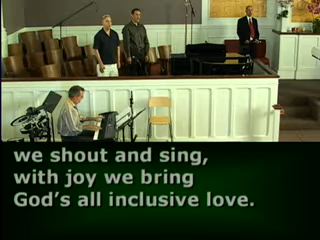 we shout and sing,
with joy we bring
God's all inclusive love.